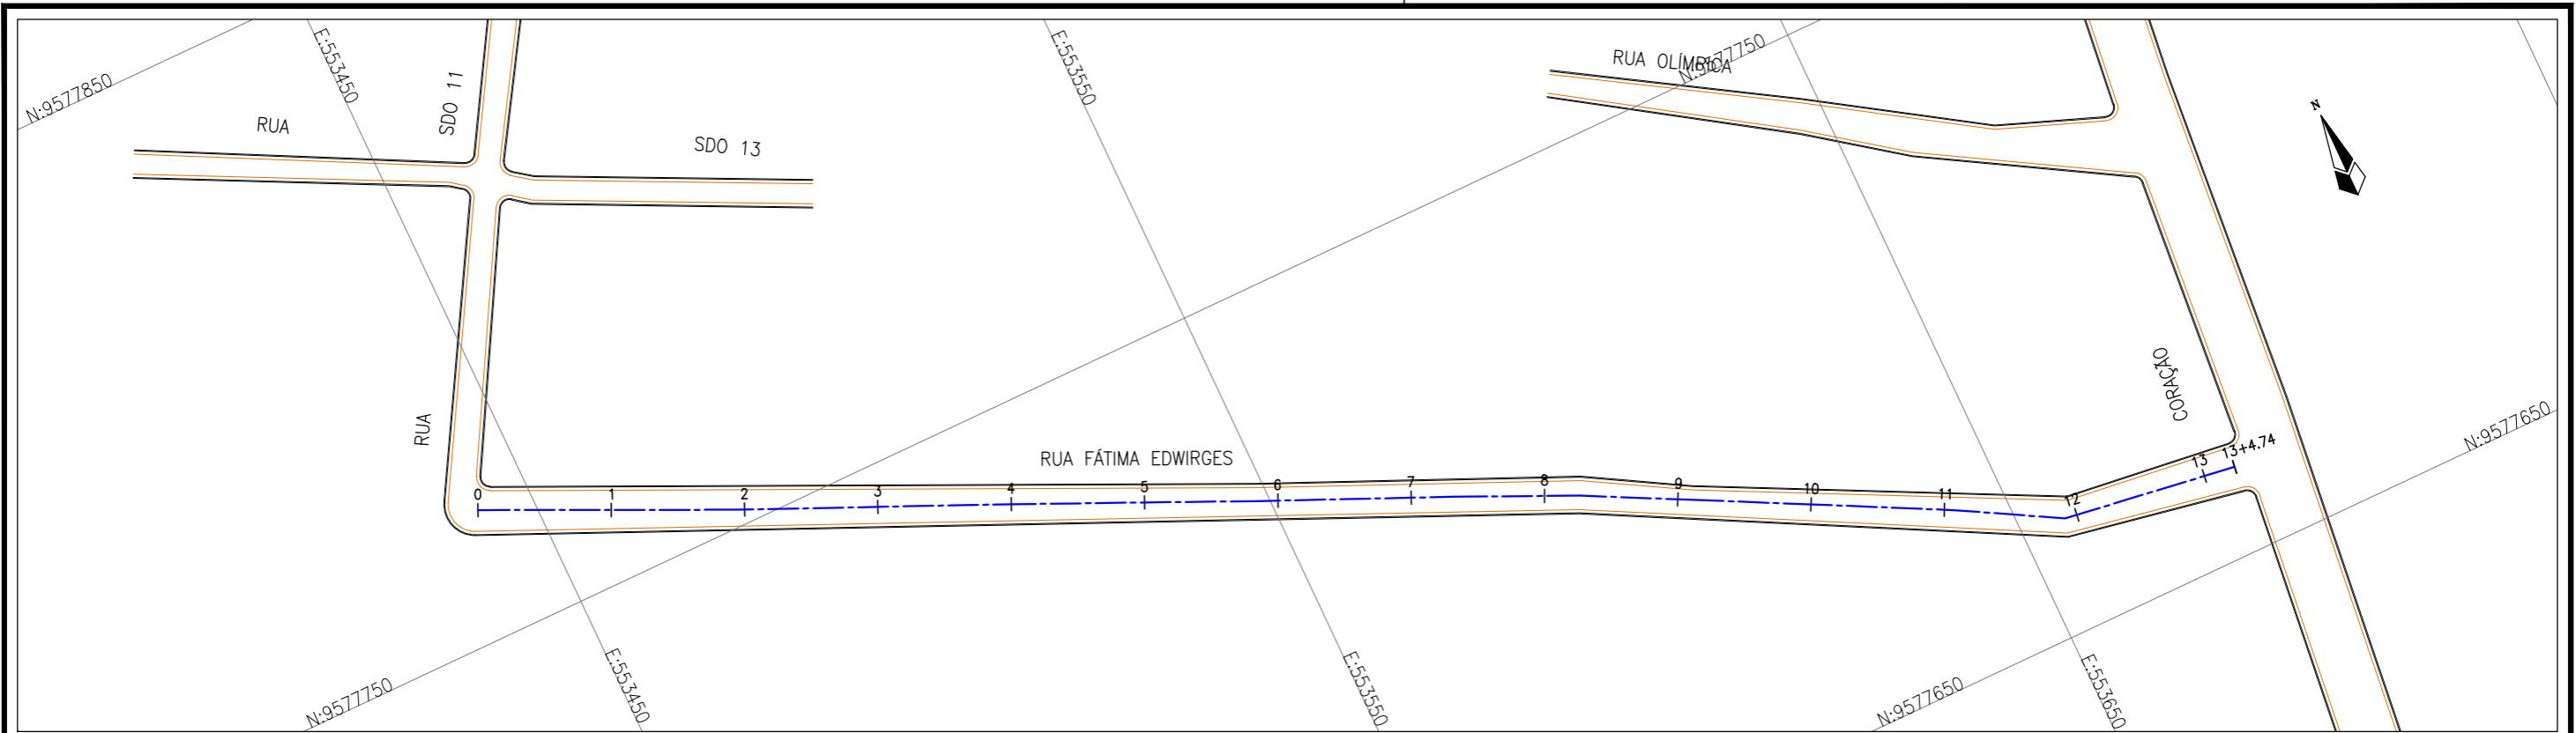 N:9577850
E:553450
RUA
SDO 11
SDO 13
E:553550
RUA OLÍMPICA
N:9577750
N
RUA
RUA FÁTIMA EDWIRGES
CORAÇÃO
N:9577650
0
1
2
3
4
5
6
7
8
9
10
11
12
13
13+4.74
N:9577750
E:553450
E:553550
N:9577650
E:553650